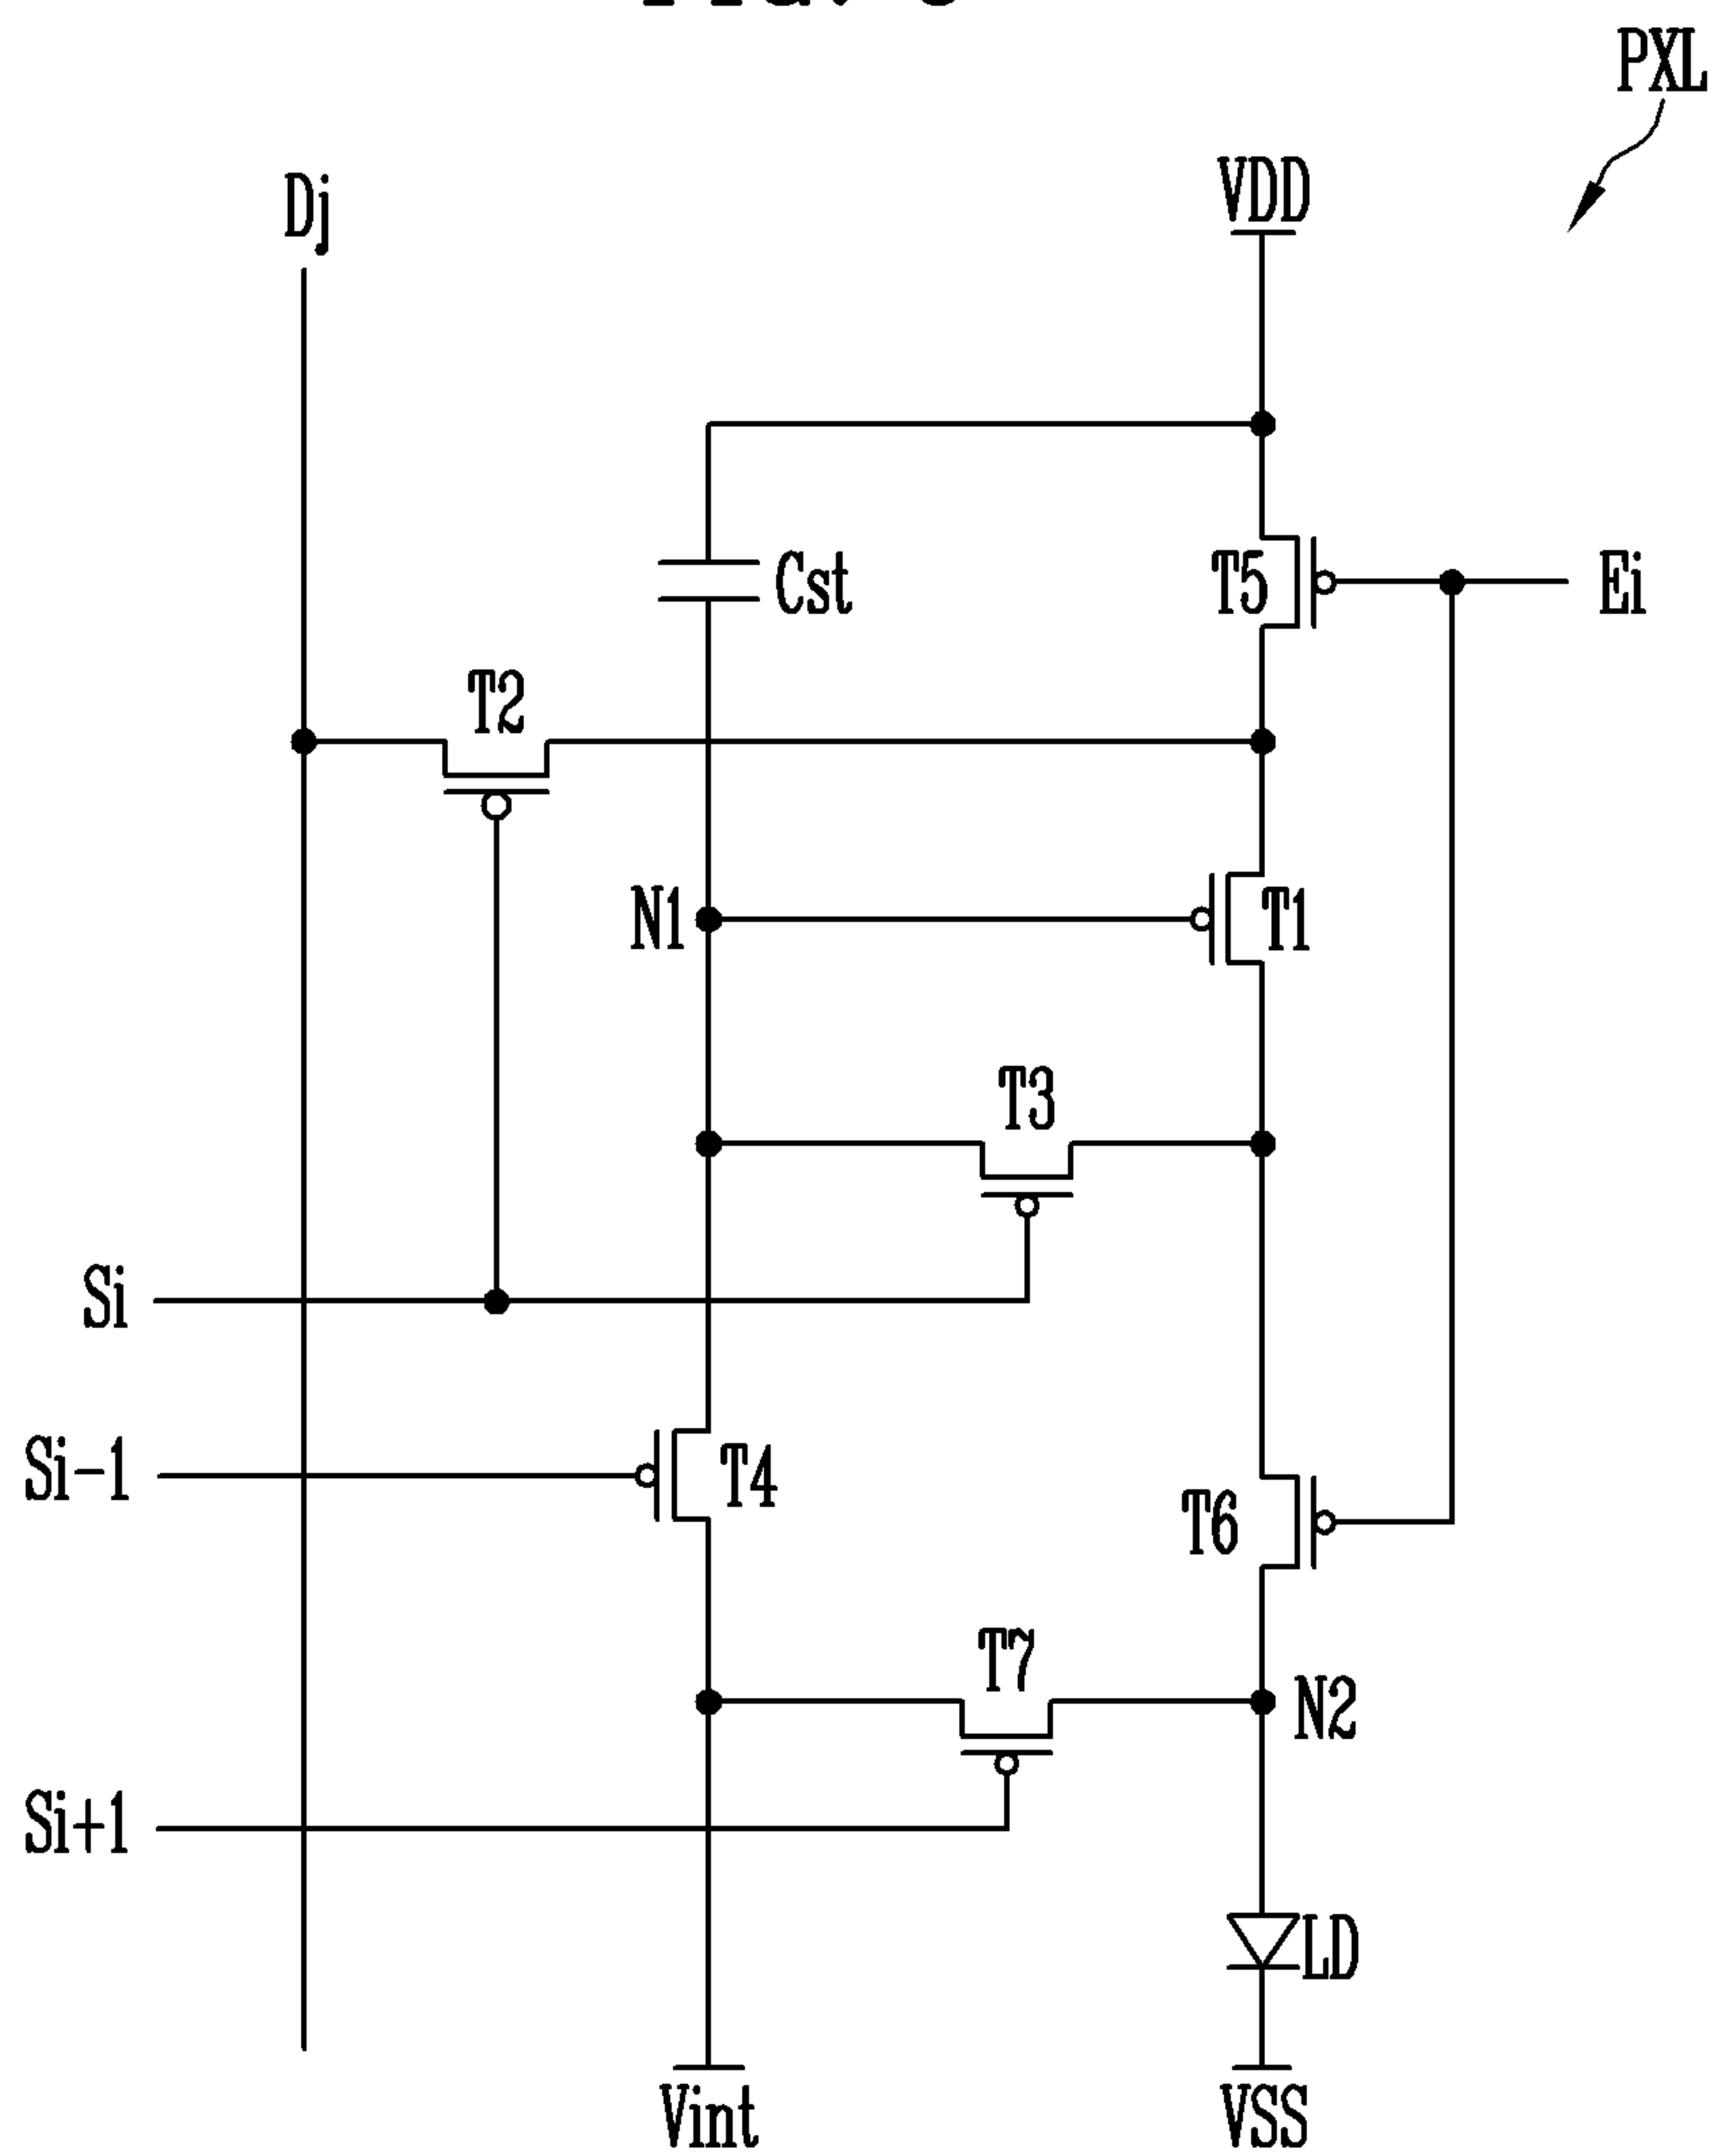 PXL
Dj
VDD
Cst
T5
Ei
T2
N1
T1
T3
Si
Si-1
T4
T6
T7
N2
Si+1
LD
Vint
VSS